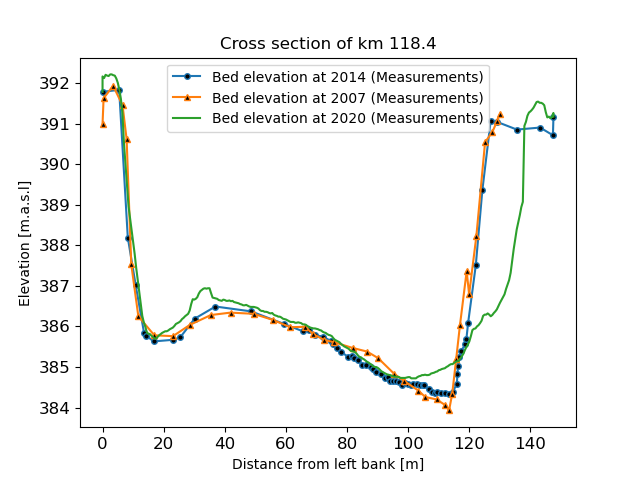 Cross section of km 118.4
Bed elevation at 2014 (Measurements)
Bed elevation at 2007 (Measurements)
Bed elevation at 2020 (Measurements)
Elevation [m.a.s.l]
392
391
390
389
388
387
386
385
384
0 20 40 60 80 100 120 140
Distance from left bank [m]